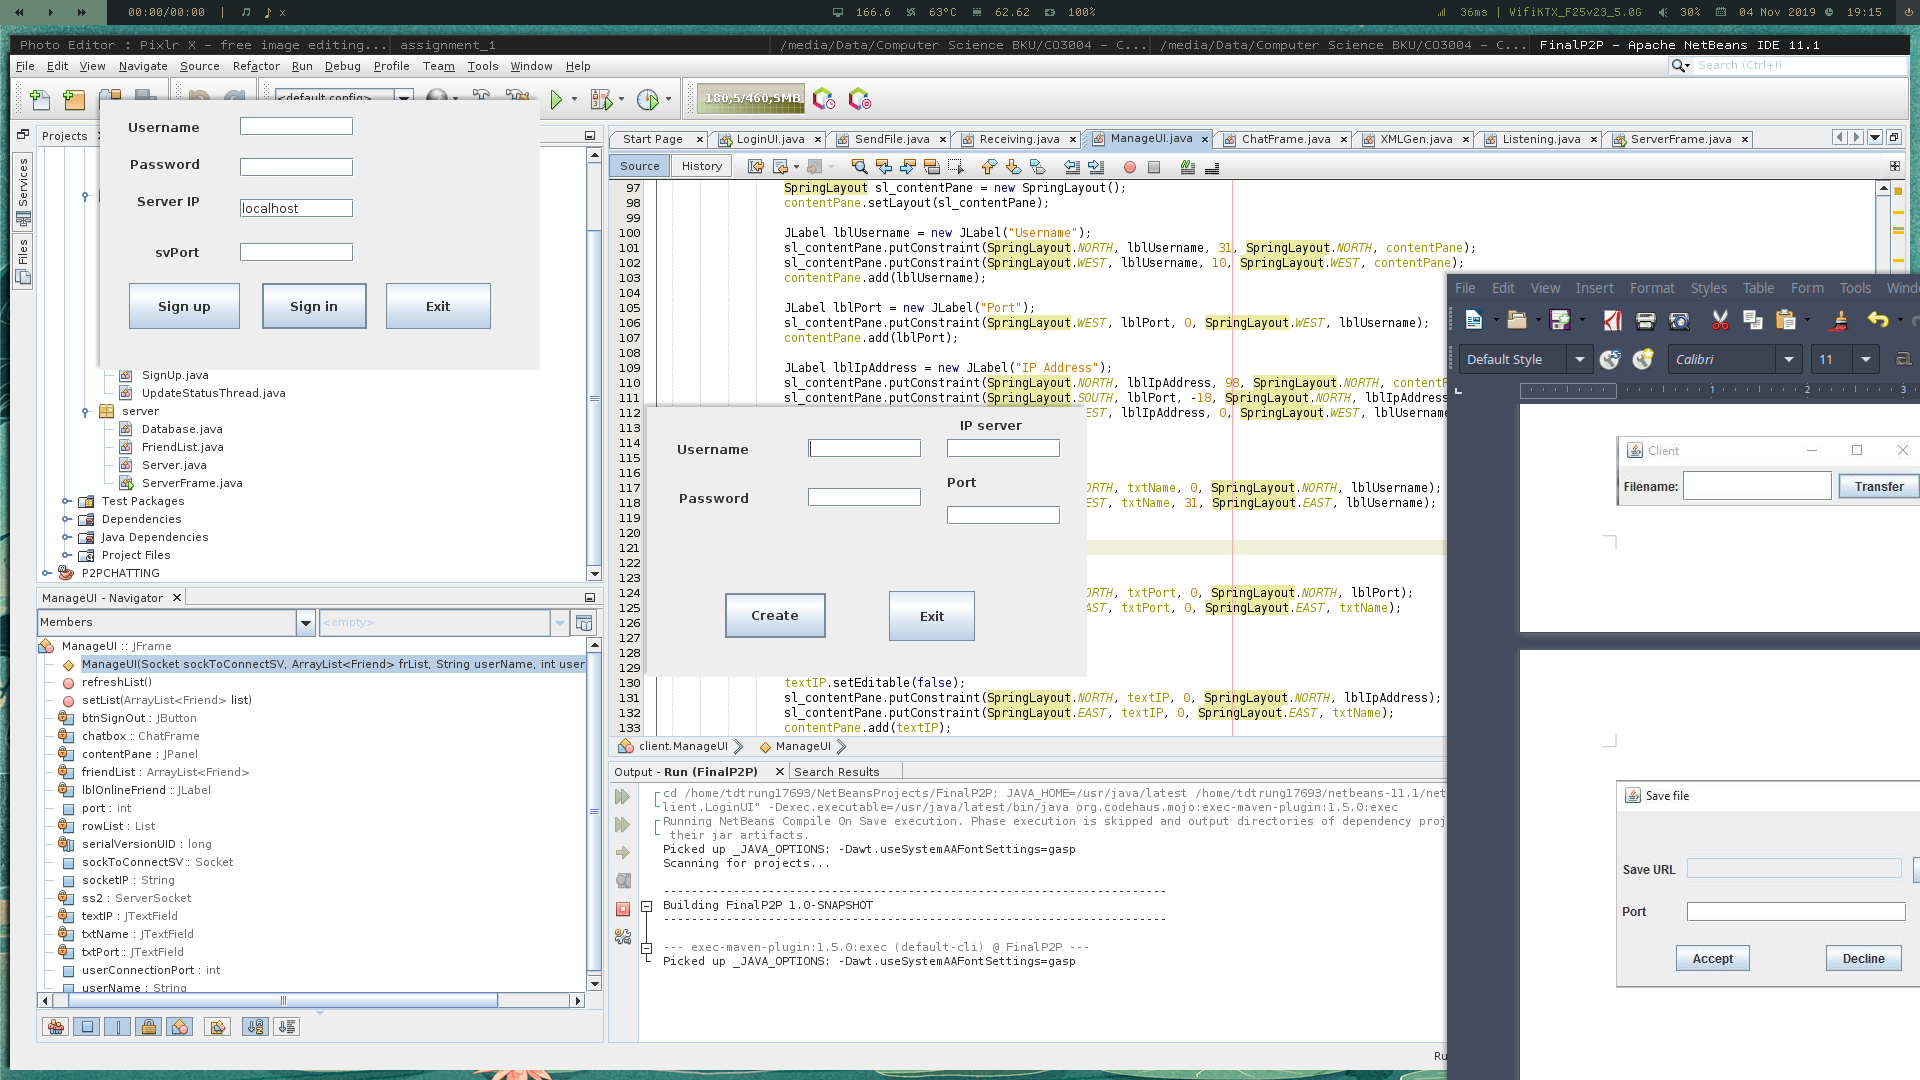 00:00/00:00 | x 166.6 63°C 62.62 100% 36ms | WifiKTX_F25v23_5.0G 30% 04 Nov 2019 19:15
Photo Editor : Pixlr X - free image editing... assignment_1 /media/Data/Computer Science BKU/CO3004 - C... /media/Data/Computer Science BKU/CO3004 - C... FinalP2P - Apache NetBeans IDE 11.1
File Edit View Navigate Source Refactor Run Debug Profile Team Tools Window Help
Search (Ctrl+I)
<default config>
180,5/460,5MB
Projects
Services
Files
Username
Password
Server IP
localhost
svPort
Sign up Sign in Exit
SignUp.java
UpdateStatusThread.java
server
Database.java
FriendList.java
Server.java
ServerFrame.java
Test Packages
Dependencies
Java Dependencies
Project Files
P2PCHATTING
ManageUI - Navigator
Members
<empty>
ManageUI :: JFrame
ManageUI(Socket sockToConnectSV, ArrayList<Friend> frList, String userName, int user
refreshList()
setList(ArrayList<Friend> list)
btnSignOut : JButton
chatbox : ChatFrame
contentPane : JPanel
friendList : ArrayList<Friend>
lblOnlineFriend : JLabel
port : int
rowList : List
serialVersionUID : long
sockToConnectSV : Socket
socketIP : String
ss2 : ServerSocket
textIP : JTextField
txtName : JTextField
txtPort : JTextField
userConnectionPort : int
userName : String
Start Page LoginUI.java SendFile.java Receiving.java ManageUI.java ChatFrame.java XMLGen.java Listening.java ServerFrame.java
Source History
97 SpringLayout sl_contentPane = new SpringLayout();
98 contentPane.setLayout(sl_contentPane);
99
100 JLabel lblUsername = new JLabel("Username");
101 sl_contentPane.putConstraint(SpringLayout.NORTH, lblUsername, 31, SpringLayout.NORTH, contentPane);
102 sl_contentPane.putConstraint(SpringLayout.WEST, lblUsername, 10, SpringLayout.WEST, contentPane);
103 contentPane.add(lblUsername);
104
105 JLabel lblPort = new JLabel("Port");
106 sl_contentPane.putConstraint(SpringLayout.WEST, lblPort, 0, SpringLayout.WEST, lblUsername);
107 contentPane.add(lblPort);
108
109 JLabel lblIpAddress = new JLabel("IP Address");
110 sl_contentPane.putConstraint(SpringLayout.NORTH, lblIpAddress, 98, SpringLayout.NORTH, contentP
111 sl_contentPane.putConstraint(SpringLayout.SOUTH, lblPort, -18, SpringLayout.NORTH, lblIpAddress
112 EST, lblIpAddress, 0, SpringLayout.WEST, lblUsername
113
114
115
116
117 RTH, txtName, 0, SpringLayout.NORTH, lblUsername);
118 EST, txtName, 31, SpringLayout.EAST, lblUsername);
119
120
121
122
123
124 RTH, txtPort, 0, SpringLayout.NORTH, lblPort);
125 AST, txtPort, 0, SpringLayout.EAST, txtName);
126
127
128
129
130 textIP.setEditable(false);
131 sl_contentPane.putConstraint(SpringLayout.NORTH, textIP, 0, SpringLayout.NORTH, lblIpAddress);
132 sl_contentPane.putConstraint(SpringLayout.EAST, textIP, 0, SpringLayout.EAST, txtName);
133 contentPane.add(textIP);
client.ManageUI ManageUI
IP server
Username
Port
Password
Create Exit
Output - Run (FinalP2P) Search Results
cd /home/tdtrung17693/NetBeansProjects/FinalP2P; JAVA_HOME=/usr/java/latest /home/tdtrung17693/netbeans-11.1/net
lient.LoginUI" -Dexec.executable=/usr/java/latest/bin/java org.codehaus.mojo:exec-maven-plugin:1.5.0:exec
Running NetBeans Compile On Save execution. Phase execution is skipped and output directories of dependency proj
their jar artifacts.
Picked up _JAVA_OPTIONS: -Dawt.useSystemAAFontSettings=gasp
Scanning for projects...
------------------------------------------------------------------------
Building FinalP2P 1.0-SNAPSHOT
------------------------------------------------------------------------
--- exec-maven-plugin:1.5.0:exec (default-cli) @ FinalP2P ---
Picked up _JAVA_OPTIONS: -Dawt.useSystemAAFontSettings=gasp
Ru
File Edit View Insert Format Styles Table Form Tools Windo
Default Style Calibri 11
1 2 3
Client
Filename: Transfer
Save file
Save URL
Port
Accept Decline